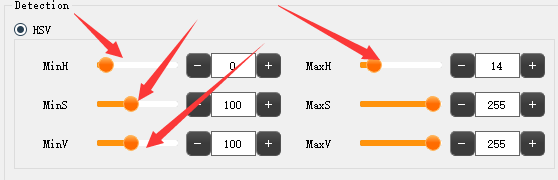 Detection
HSV
MinH - 0 + MaxH - 14 +
MinS - 100 + MaxS - 255 +
MinV - 100 + MaxV - 255 +